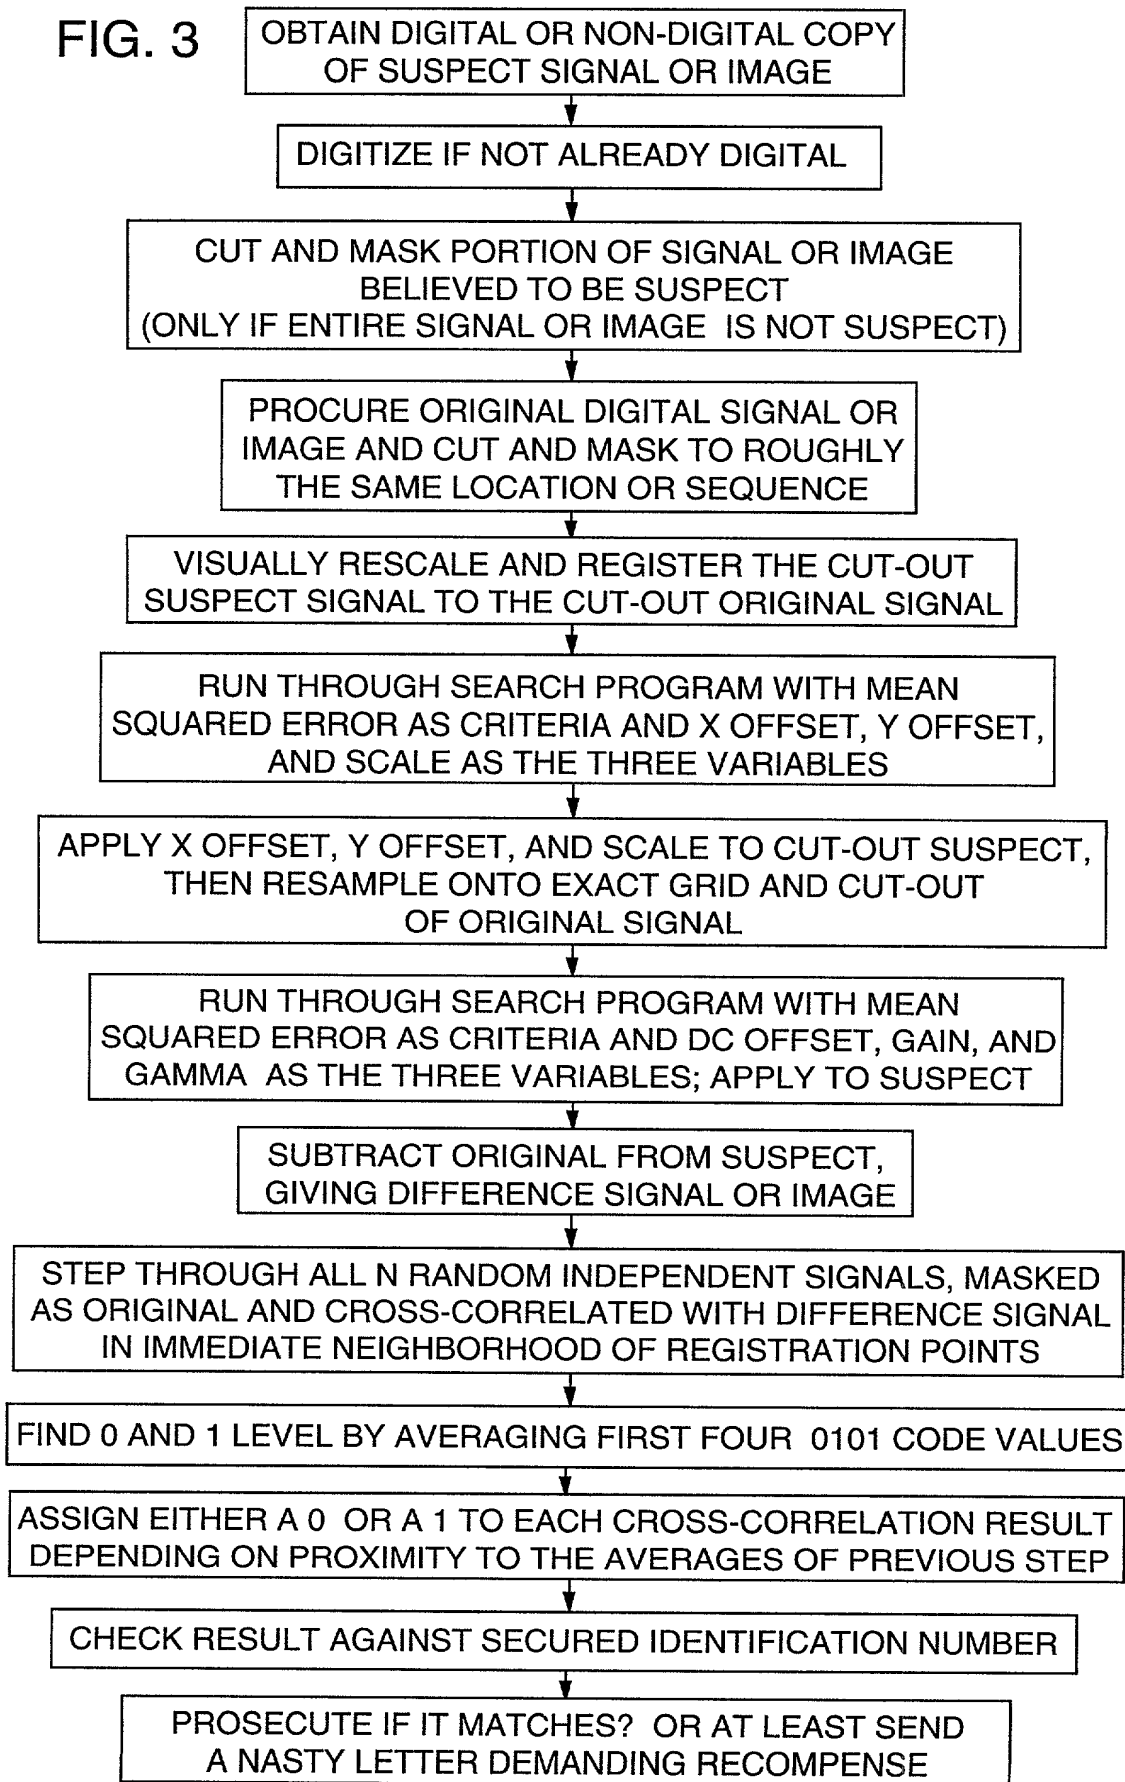 FIG. 3
OBTAIN DIGITAL OR NON-DIGITAL COPY
OF SUSPECT SIGNAL OR IMAGE
DIGITIZE IF NOT ALREADY DIGITAL
CUT AND MASK PORTION OF SIGNAL OR IMAGE
BELIEVED TO BE SUSPECT
(ONLY IF ENTIRE SIGNAL OR IMAGE IS NOT SUSPECT)
PROCURE ORIGINAL DIGITAL SIGNAL OR
IMAGE AND CUT AND MASK TO ROUGHLY
THE SAME LOCATION OR SEQUENCE
VISUALLY RESCALE AND REGISTER THE CUT-OUT
SUSPECT SIGNAL TO THE CUT-OUT ORIGINAL SIGNAL
RUN THROUGH SEARCH PROGRAM WITH MEAN
SQUARED ERROR AS CRITERIA AND X OFFSET, Y OFFSET,
AND SCALE AS THE THREE VARIABLES
APPLY X OFFSET, Y OFFSET, AND SCALE TO CUT-OUT SUSPECT,
THEN RESAMPLE ONTO EXACT GRID AND CUT-OUT
OF ORIGINAL SIGNAL
RUN THROUGH SEARCH PROGRAM WITH MEAN
SQUARED ERROR AS CRITERIA AND DC OFFSET, GAIN, AND
GAMMA AS THE THREE VARIABLES; APPLY TO SUSPECT
SUBTRACT ORIGINAL FROM SUSPECT,
GIVING DIFFERENCE SIGNAL OR IMAGE
STEP THROUGH ALL N RANDOM INDEPENDENT SIGNALS, MASKED
AS ORIGINAL AND CROSS-CORRELATED WITH DIFFERENCE SIGNAL
IN IMMEDIATE NEIGHBORHOOD OF REGISTRATION POINTS
FIND 0 AND 1 LEVEL BY AVERAGING FIRST FOUR 0101 CODE VALUES
ASSIGN EITHER A 0 OR A 1 TO EACH CROSS-CORRELATION RESULT
DEPENDING ON PROXIMITY TO THE AVERAGES OF PREVIOUS STEP
CHECK RESULT AGAINST SECURED IDENTIFICATION NUMBER
PROSECUTE IF IT MATCHES? OR AT LEAST SEND
A NASTY LETTER DEMANDING RECOMPENSE